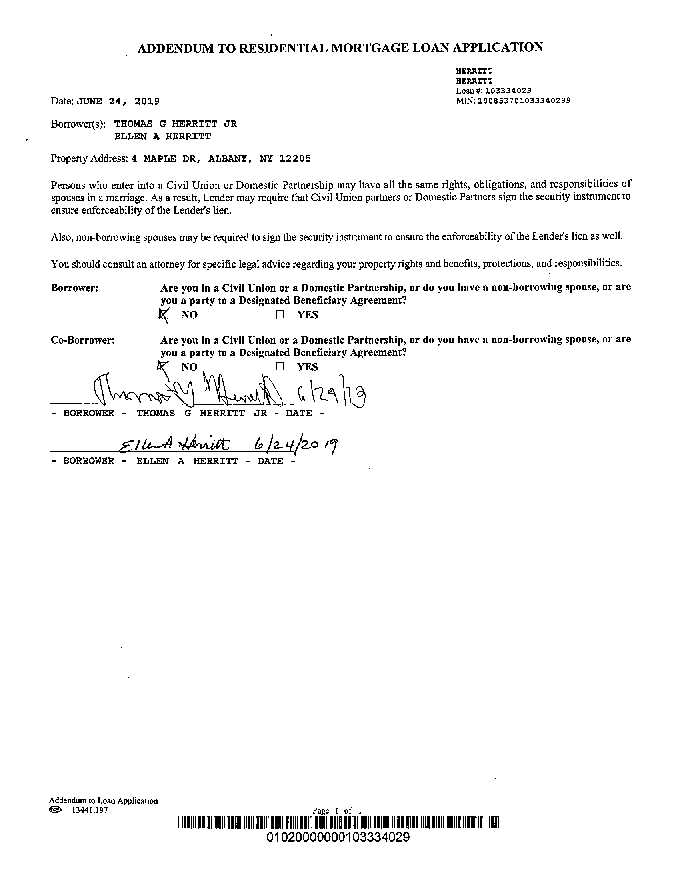 ADDENDUM TO RESIDENTIAL MORTGAGE LOAN APPLICATION
HERRITT
HERRITT
Loan #: 103334029
MIN: 100853701033340299
Date: JUNE 24, 2019
Borrower(s): THOMAS G HERRITT JR
ELLEN A HERRITT
Property Address: 4 MAPLE DR, ALBANY, NY 12205
Persons who enter into a Civil Union or Domestic Partnership may have all the same rights, obligations, and responsibilities of
spouses in a marriage. As a result, Lender may require that Civil Union partners or Domestic Partners sign the security instrument to
ensure enforceability of the Lender's lien.
Also, non-borrowing spouses may be required to sign the security instrument to ensure the enforceability of the Lender's lien as well.
You should consult an attorney for specific legal advice regarding your property rights and benefits, protections, and responsibilities.
Borrower: Are you in a Civil Union or a Domestic Partnership, or do you have a non-borrowing spouse, or are
you a party to a Designated Beneficiary Agreement?
NO YES
Co-Borrower: Are you in a Civil Union or a Domestic Partnership, or do you have a non-borrowing spouse, or are
you a party to a Designated Beneficiary Agreement?
NO YES
Thomas G Herritt
- BORROWER - THOMAS G HERRITT JR - DATE -
Ellen A Herritt 6/24/2019
- BORROWER - ELLEN A HERRITT - DATE -
Addendum to Loan Application
13441.197
Page 1 of
01020000000103334029